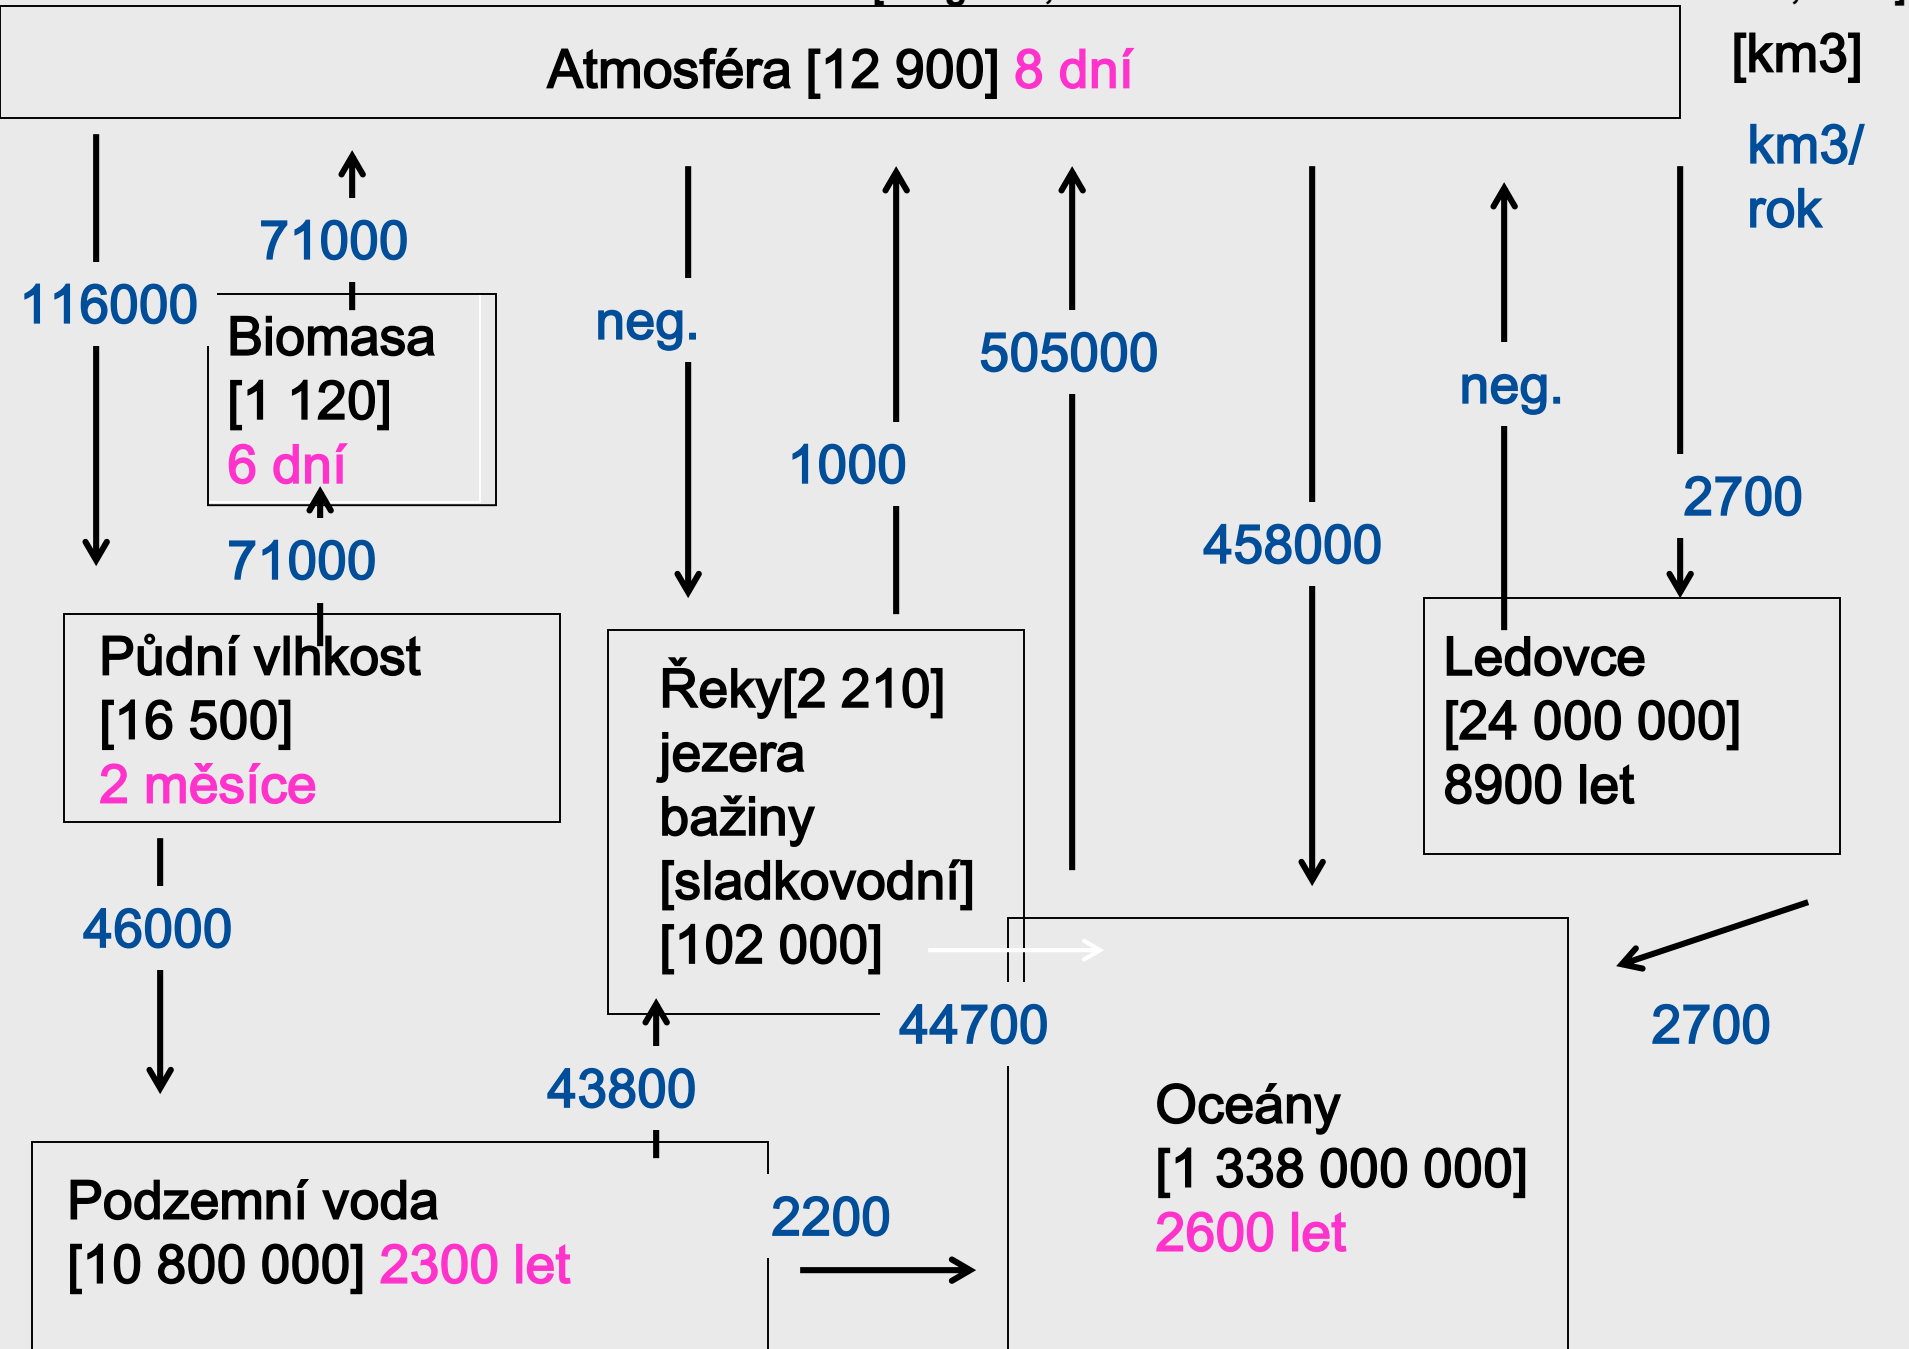 Atmosféra [12 900] 8 dní
[km3]
km3/
rok
71000
116000
Biomasa
[1 120]
6 dní
neg.
505000
neg.
1000
2700
458000
71000
Půdní vlhkost
[16 500]
2 měsíce
Řeky[2 210]
jezera
bažiny
[sladkovodní]
[102 000]
Ledovce
[24 000 000]
8900 let
46000
44700
2700
43800
Oceány
[1 338 000 000]
2600 let
Podzemní voda
[10 800 000] 2300 let
2200